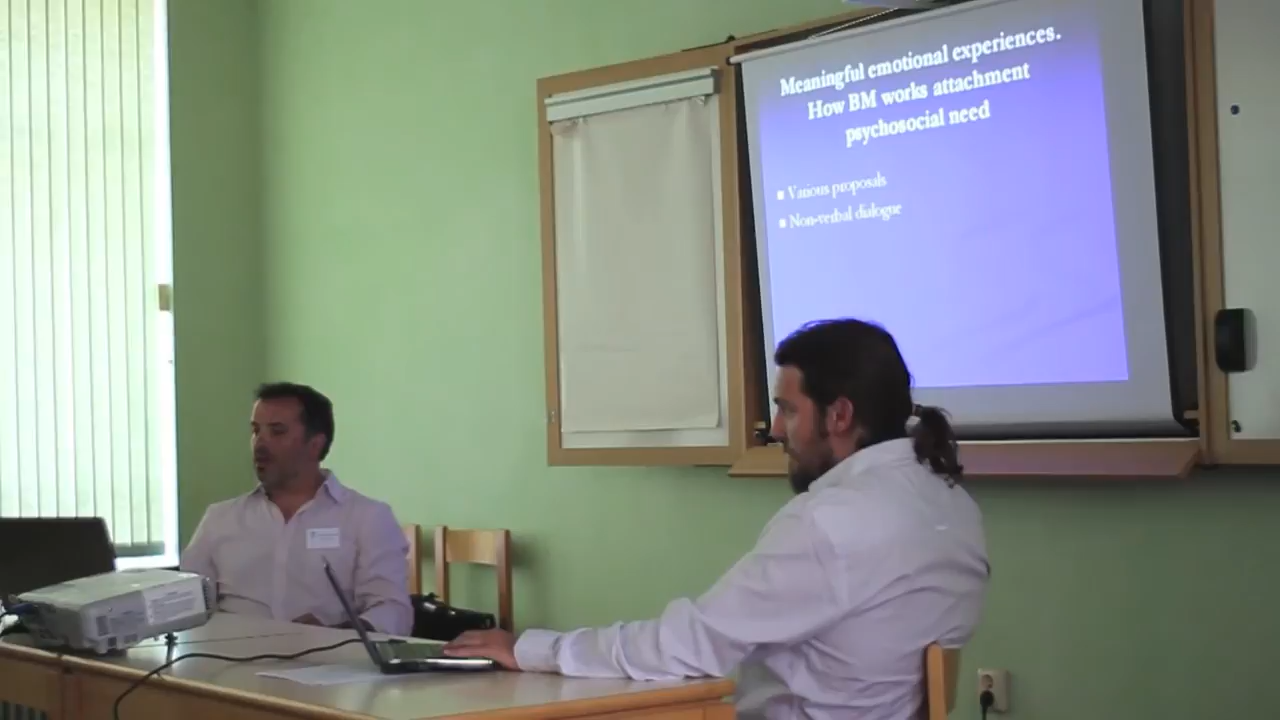 Meaningful emotional experiences.
How BM works attachment
psychosocial need
Various proposals
Non-verbal dialogue